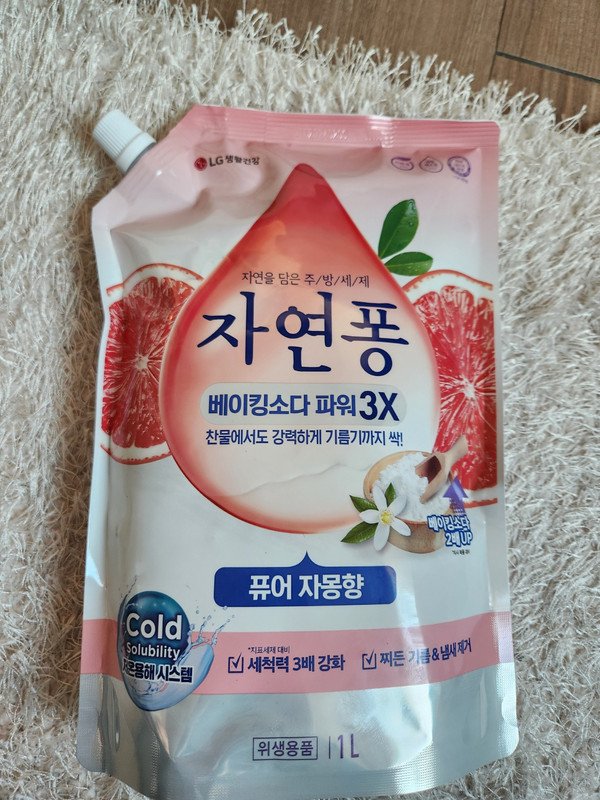 LG 생활건강
자연을 담은 주/방/세/제
자연퐁
베이킹소다 파워 3X
찬물에서도 강력하게 기름기까지 싹!
베이킹소다
2배 UP
퓨어 자몽향
Cold
Solubility
저온용해 시스템
*지표세제 대비
세척력 3배 강화
찌든 기름 & 냄새 제거
위생용품
1L